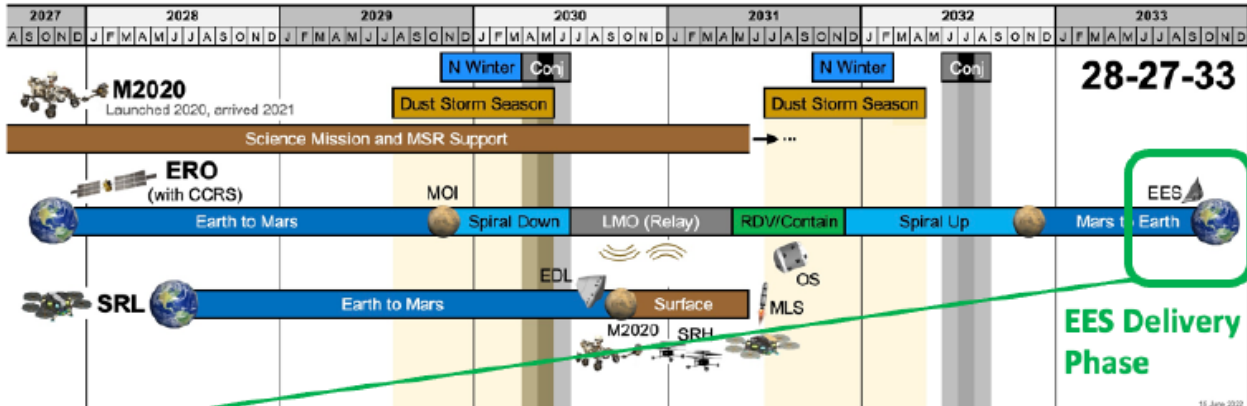 2027 2028 2029 2030 2031 2032 2033
A S O N D J F M A M J J A S O N D J F M A M J J A S O N D J F M A M J J A S O N D J F M A M J J A S O N D J F M A M J J A S O N D J F M A M J J A S O N D
N Winter Conj N Winter Conj
28-27-33
M2020
Launched 2020, arrived 2021
Dust Storm Season Dust Storm Season
Science Mission and MSR Support ...
ERO
(with CCRS)
MOI
EES
Earth to Mars Spiral Down LMO (Relay) RDV/Contain Spiral Up Mars to Earth
EDL
OS
SRL
Earth to Mars Surface
MLS
M2020 SRH
EES Delivery
Phase
15 June 2022